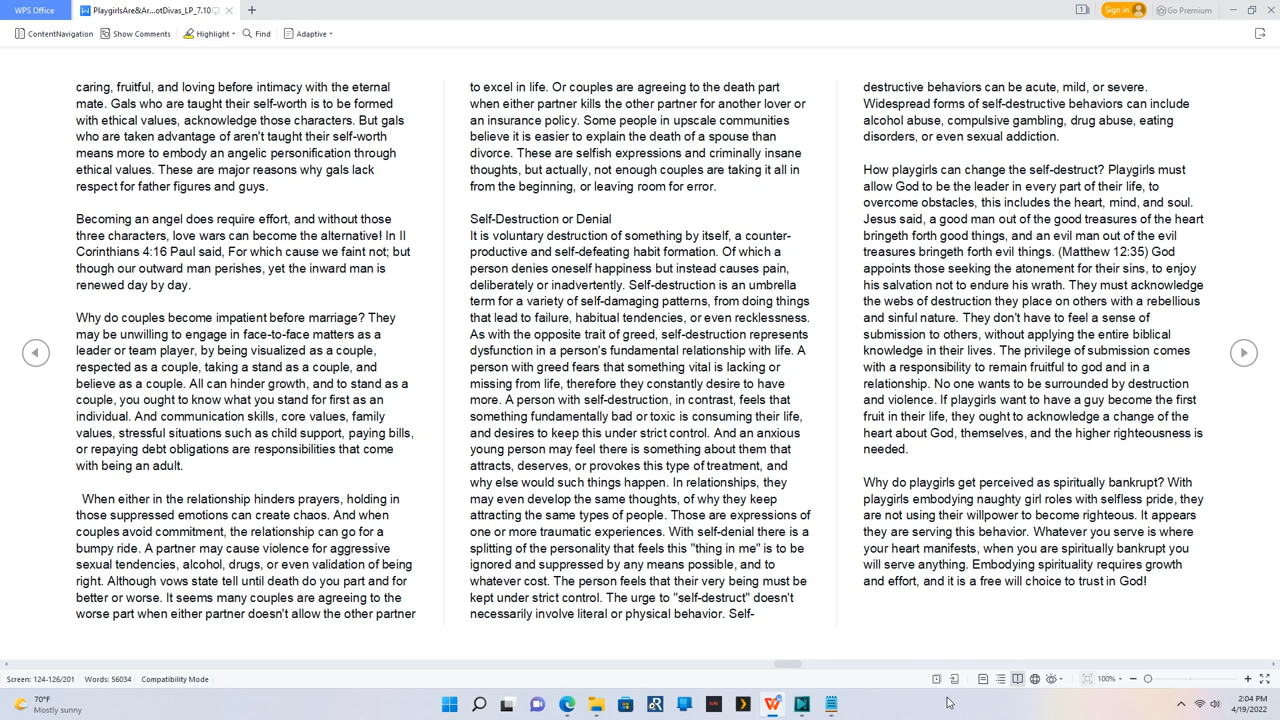 WPS Office
PlaygirlsAre&Ar...otDivas_LP_7.10
1
Sign in
Go Premium
ContentNavigation
Show Comments
Highlight
Find
Adaptive
caring, fruitful, and loving before intimacy with the eternal
mate. Gals who are taught their self-worth is to be formed
with ethical values, acknowledge those characters. But gals
who are taken advantage of aren't taught their self-worth
means more to embody an angelic personification through
ethical values. These are major reasons why gals lack
respect for father figures and guys.
Becoming an angel does require effort, and without those
three characters, love wars can become the alternative! In II
Corinthians 4:16 Paul said, For which cause we faint not; but
though our outward man perishes, yet the inward man is
renewed day by day.
Why do couples become impatient before marriage? They
may be unwilling to engage in face-to-face matters as a
leader or team player, by being visualized as a couple,
respected as a couple, taking a stand as a couple, and
believe as a couple. All can hinder growth, and to stand as a
couple, you ought to know what you stand for first as an
individual. And communication skills, core values, family
values, stressful situations such as child support, paying bills,
or repaying debt obligations are responsibilities that come
with being an adult.
When either in the relationship hinders prayers, holding in
those suppressed emotions can create chaos. And when
couples avoid commitment, the relationship can go for a
bumpy ride. A partner may cause violence for aggressive
sexual tendencies, alcohol, drugs, or even validation of being
right. Although vows state tell until death do you part and for
better or worse. It seems many couples are agreeing to the
worse part when either partner doesn't allow the other partner
to excel in life. Or couples are agreeing to the death part
when either partner kills the other partner for another lover or
an insurance policy. Some people in upscale communities
believe it is easier to explain the death of a spouse than
divorce. These are selfish expressions and criminally insane
thoughts, but actually, not enough couples are taking it all in
from the beginning, or leaving room for error.
Self-Destruction or Denial
It is voluntary destruction of something by itself, a counter-
productive and self-defeating habit formation. Of which a
person denies oneself happiness but instead causes pain,
deliberately or inadvertently. Self-destruction is an umbrella
term for a variety of self-damaging patterns, from doing things
that lead to failure, habitual tendencies, or even recklessness.
As with the opposite trait of greed, self-destruction represents
dysfunction in a person's fundamental relationship with life. A
person with greed fears that something vital is lacking or
missing from life, therefore they constantly desire to have
more. A person with self-destruction, in contrast, feels that
something fundamentally bad or toxic is consuming their life,
and desires to keep this under strict control. And an anxious
young person may feel there is something about them that
attracts, deserves, or provokes this type of treatment, and
why else would such things happen. In relationships, they
may even develop the same thoughts, of why they keep
attracting the same types of people. Those are expressions of
one or more traumatic experiences. With self-denial there is a
splitting of the personality that feels this "thing in me" is to be
ignored and suppressed by any means possible, and to
whatever cost. The person feels that their very being must be
kept under strict control. The urge to "self-destruct" doesn't
necessarily involve literal or physical behavior. Self-
destructive behaviors can be acute, mild, or severe.
Widespread forms of self-destructive behaviors can include
alcohol abuse, compulsive gambling, drug abuse, eating
disorders, or even sexual addiction.
How playgirls can change the self-destruct? Playgirls must
allow God to be the leader in every part of their life, to
overcome obstacles, this includes the heart, mind, and soul.
Jesus said, a good man out of the good treasures of the heart
bringeth forth good things, and an evil man out of the evil
treasures bringeth forth evil things. (Matthew 12:35) God
appoints those seeking the atonement for their sins, to enjoy
his salvation not to endure his wrath. They must acknowledge
the webs of destruction they place on others with a rebellious
and sinful nature. They don't have to feel a sense of
submission to others, without applying the entire biblical
knowledge in their lives. The privilege of submission comes
with a responsibility to remain fruitful to god and in a
relationship. No one wants to be surrounded by destruction
and violence. If playgirls want to have a guy become the first
fruit in their life, they ought to acknowledge a change of the
heart about God, themselves, and the higher righteousness is
needed.
Why do playgirls get perceived as spiritually bankrupt? With
playgirls embodying naughty girl roles with selfless pride, they
are not using their willpower to become righteous. It appears
they are serving this behavior. Whatever you serve is where
your heart manifests, when you are spiritually bankrupt you
will serve anything. Embodying spirituality requires growth
and effort, and it is a free will choice to trust in God!
Screen: 124-126/201
Words: 56034
Compatibility Mode
100%
70°F
Mostly sunny
2:04 PM
4/19/2022